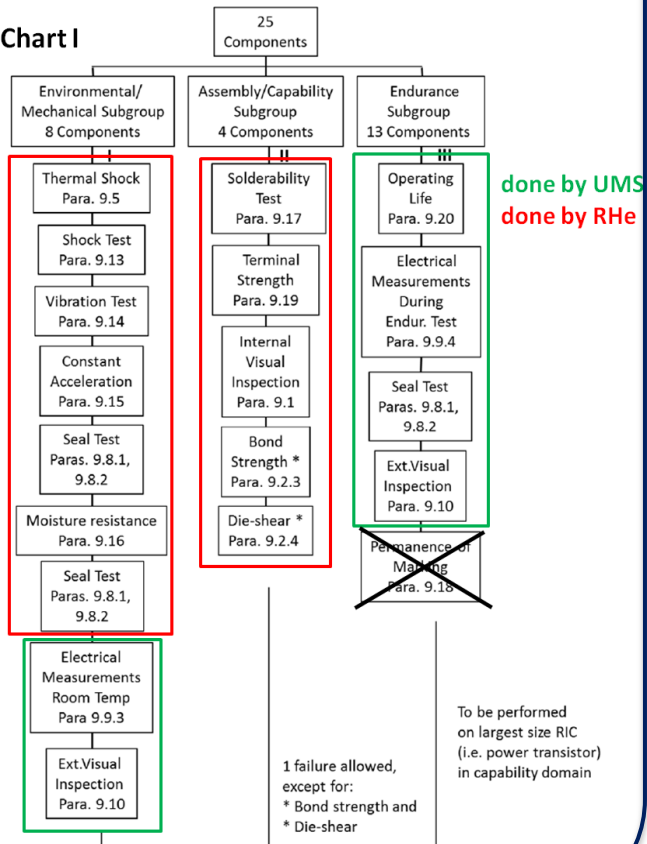 Chart I
25
Components
Environmental/
Mechanical Subgroup
8 Components
Assembly/Capability
Subgroup
4 Components
Endurance
Subgroup
13 Components
I
Thermal Shock
Para. 9.5
Shock Test
Para. 9.13
Vibration Test
Para. 9.14
Constant
Acceleration
Para. 9.15
Seal Test
Paras. 9.8.1,
9.8.2
Moisture resistance
Para. 9.16
Seal Test
Paras. 9.8.1,
9.8.2
Electrical
Measurements
Room Temp
Para 9.9.3
Ext.Visual
Inspection
Para. 9.10
II
Solderability
Test
Para. 9.17
Terminal
Strength
Para. 9.19
Internal
Visual
Inspection
Para. 9.1
Bond
Strength *
Para. 9.2.3
Die-shear *
Para. 9.2.4
1 failure allowed,
except for:
* Bond strength and
* Die-shear
III
Operating
Life
Para. 9.20
Electrical
Measurements
During
Endur. Test
Para. 9.9.4
Seal Test
Paras. 9.8.1,
9.8.2
Ext.Visual
Inspection
Para. 9.10
Permanence of
Marking
Para. 9.18
To be performed
on largest size RIC
(i.e. power transistor)
in capability domain
done by UMS
done by RHe